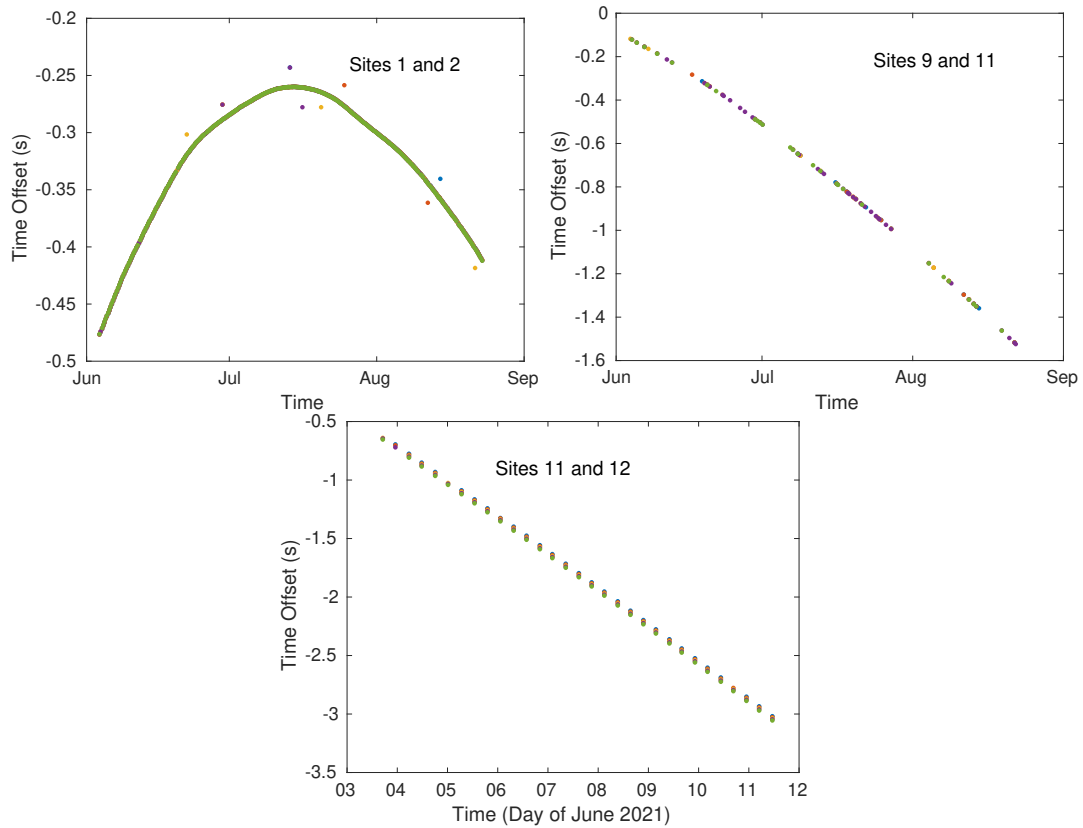 -0.2
-0.25
-0.3
-0.35
-0.4
-0.45
-0.5
Time Offset (s)
Sites 1 and 2
Jun
Jul
Aug
Sep
Time
0
-0.2
-0.4
-0.6
-0.8
-1
-1.2
-1.4
-1.6
Time Offset (s)
Sites 9 and 11
Jun
Jul
Aug
Sep
Time
-0.5
-1
-1.5
-2
-2.5
-3
-3.5
Time Offset (s)
Sites 11 and 12
03
04
05
06
07
08
09
10
11
12
Time (Day of June 2021)